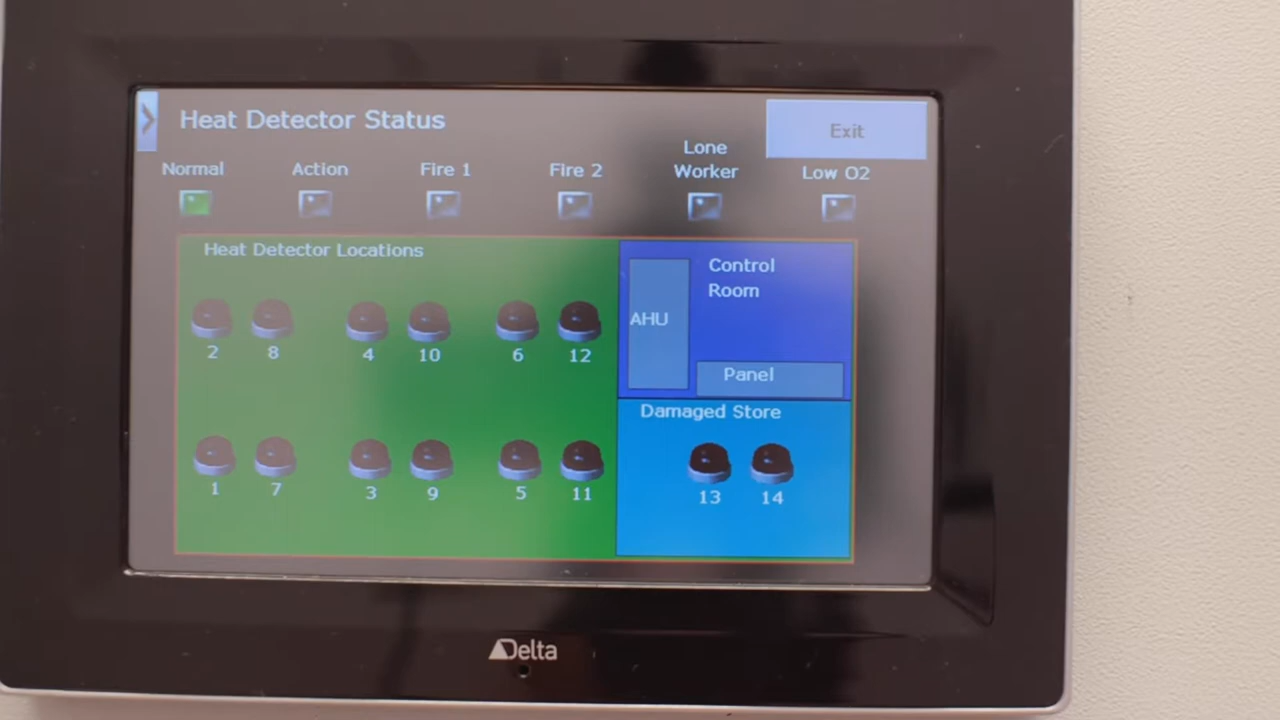 Heat Detector Status
Exit
Normal
Action
Fire 1
Fire 2
Lone
Worker
Low O2
Heat Detector Locations
2 8 4 10 6 12
1 7 3 9 5 11
Control
Room
AHU
Panel
Damaged Store
13 14
Delta